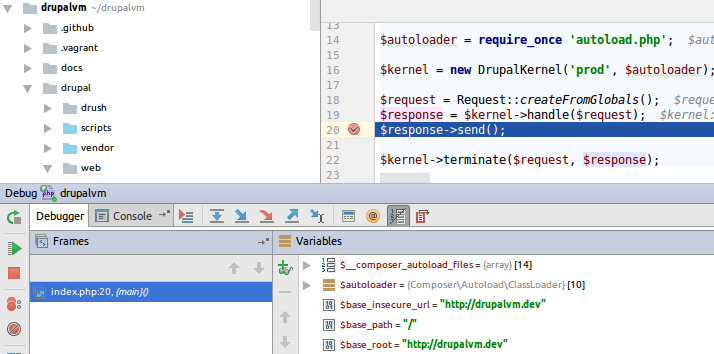 drupalvm ~/drupalvm
.github
.vagrant
docs
drupal
drush
scripts
vendor
web
13
14 $autoloader = require_once 'autoload.php'; $aut
15
16 $kernel = new DrupalKernel('prod', $autoloader);
17
18 $request = Request::createFromGlobals(); $reque
19 $response = $kernel->handle($request); $kernel:
20 $response->send();
21
22 $kernel->terminate($request, $response);
23
Debug drupalvm
Debugger Console
Frames
index.php:20, {main}()
Variables
$__composer_autoload_files = {array} [14]
$autoloader = {Composer\Autoload\ClassLoader} [10]
$base_insecure_url = "http://drupalvm.dev"
$base_path = "/"
$base_root = "http://drupalvm.dev"